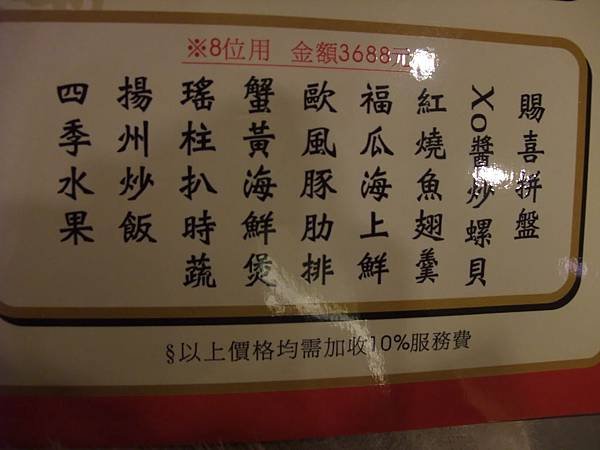 ※8位用 金額3688元
賜喜拼盤
Xo醬炒螺貝
紅燒魚翅羹
福瓜海上鮮
歐風豚肋排
蟹黃海鮮煲
瑤柱扒時蔬
揚州炒飯
四季水果
§以上價格均需加收10%服務費